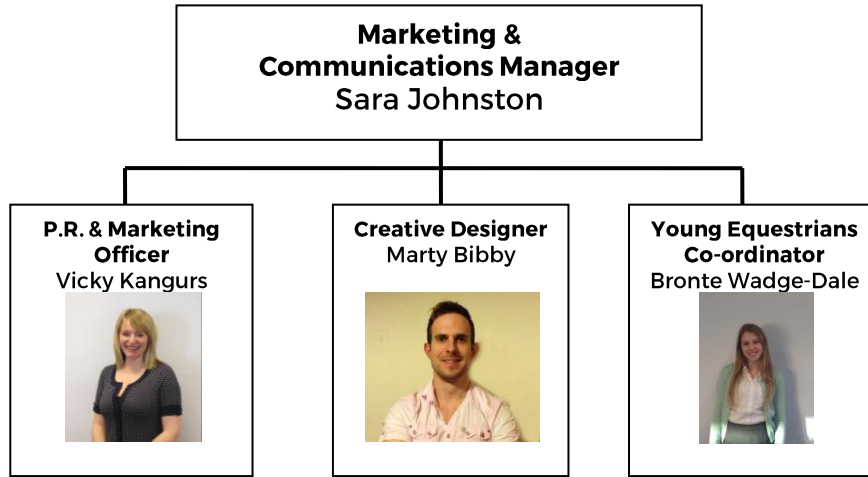 Marketing &
Communications Manager
Sara Johnston
P.R. & Marketing
Officer
Vicky Kangurs
Creative Designer
Marty Bibby
Young Equestrians
Co-ordinator
Bronte Wadge-Dale